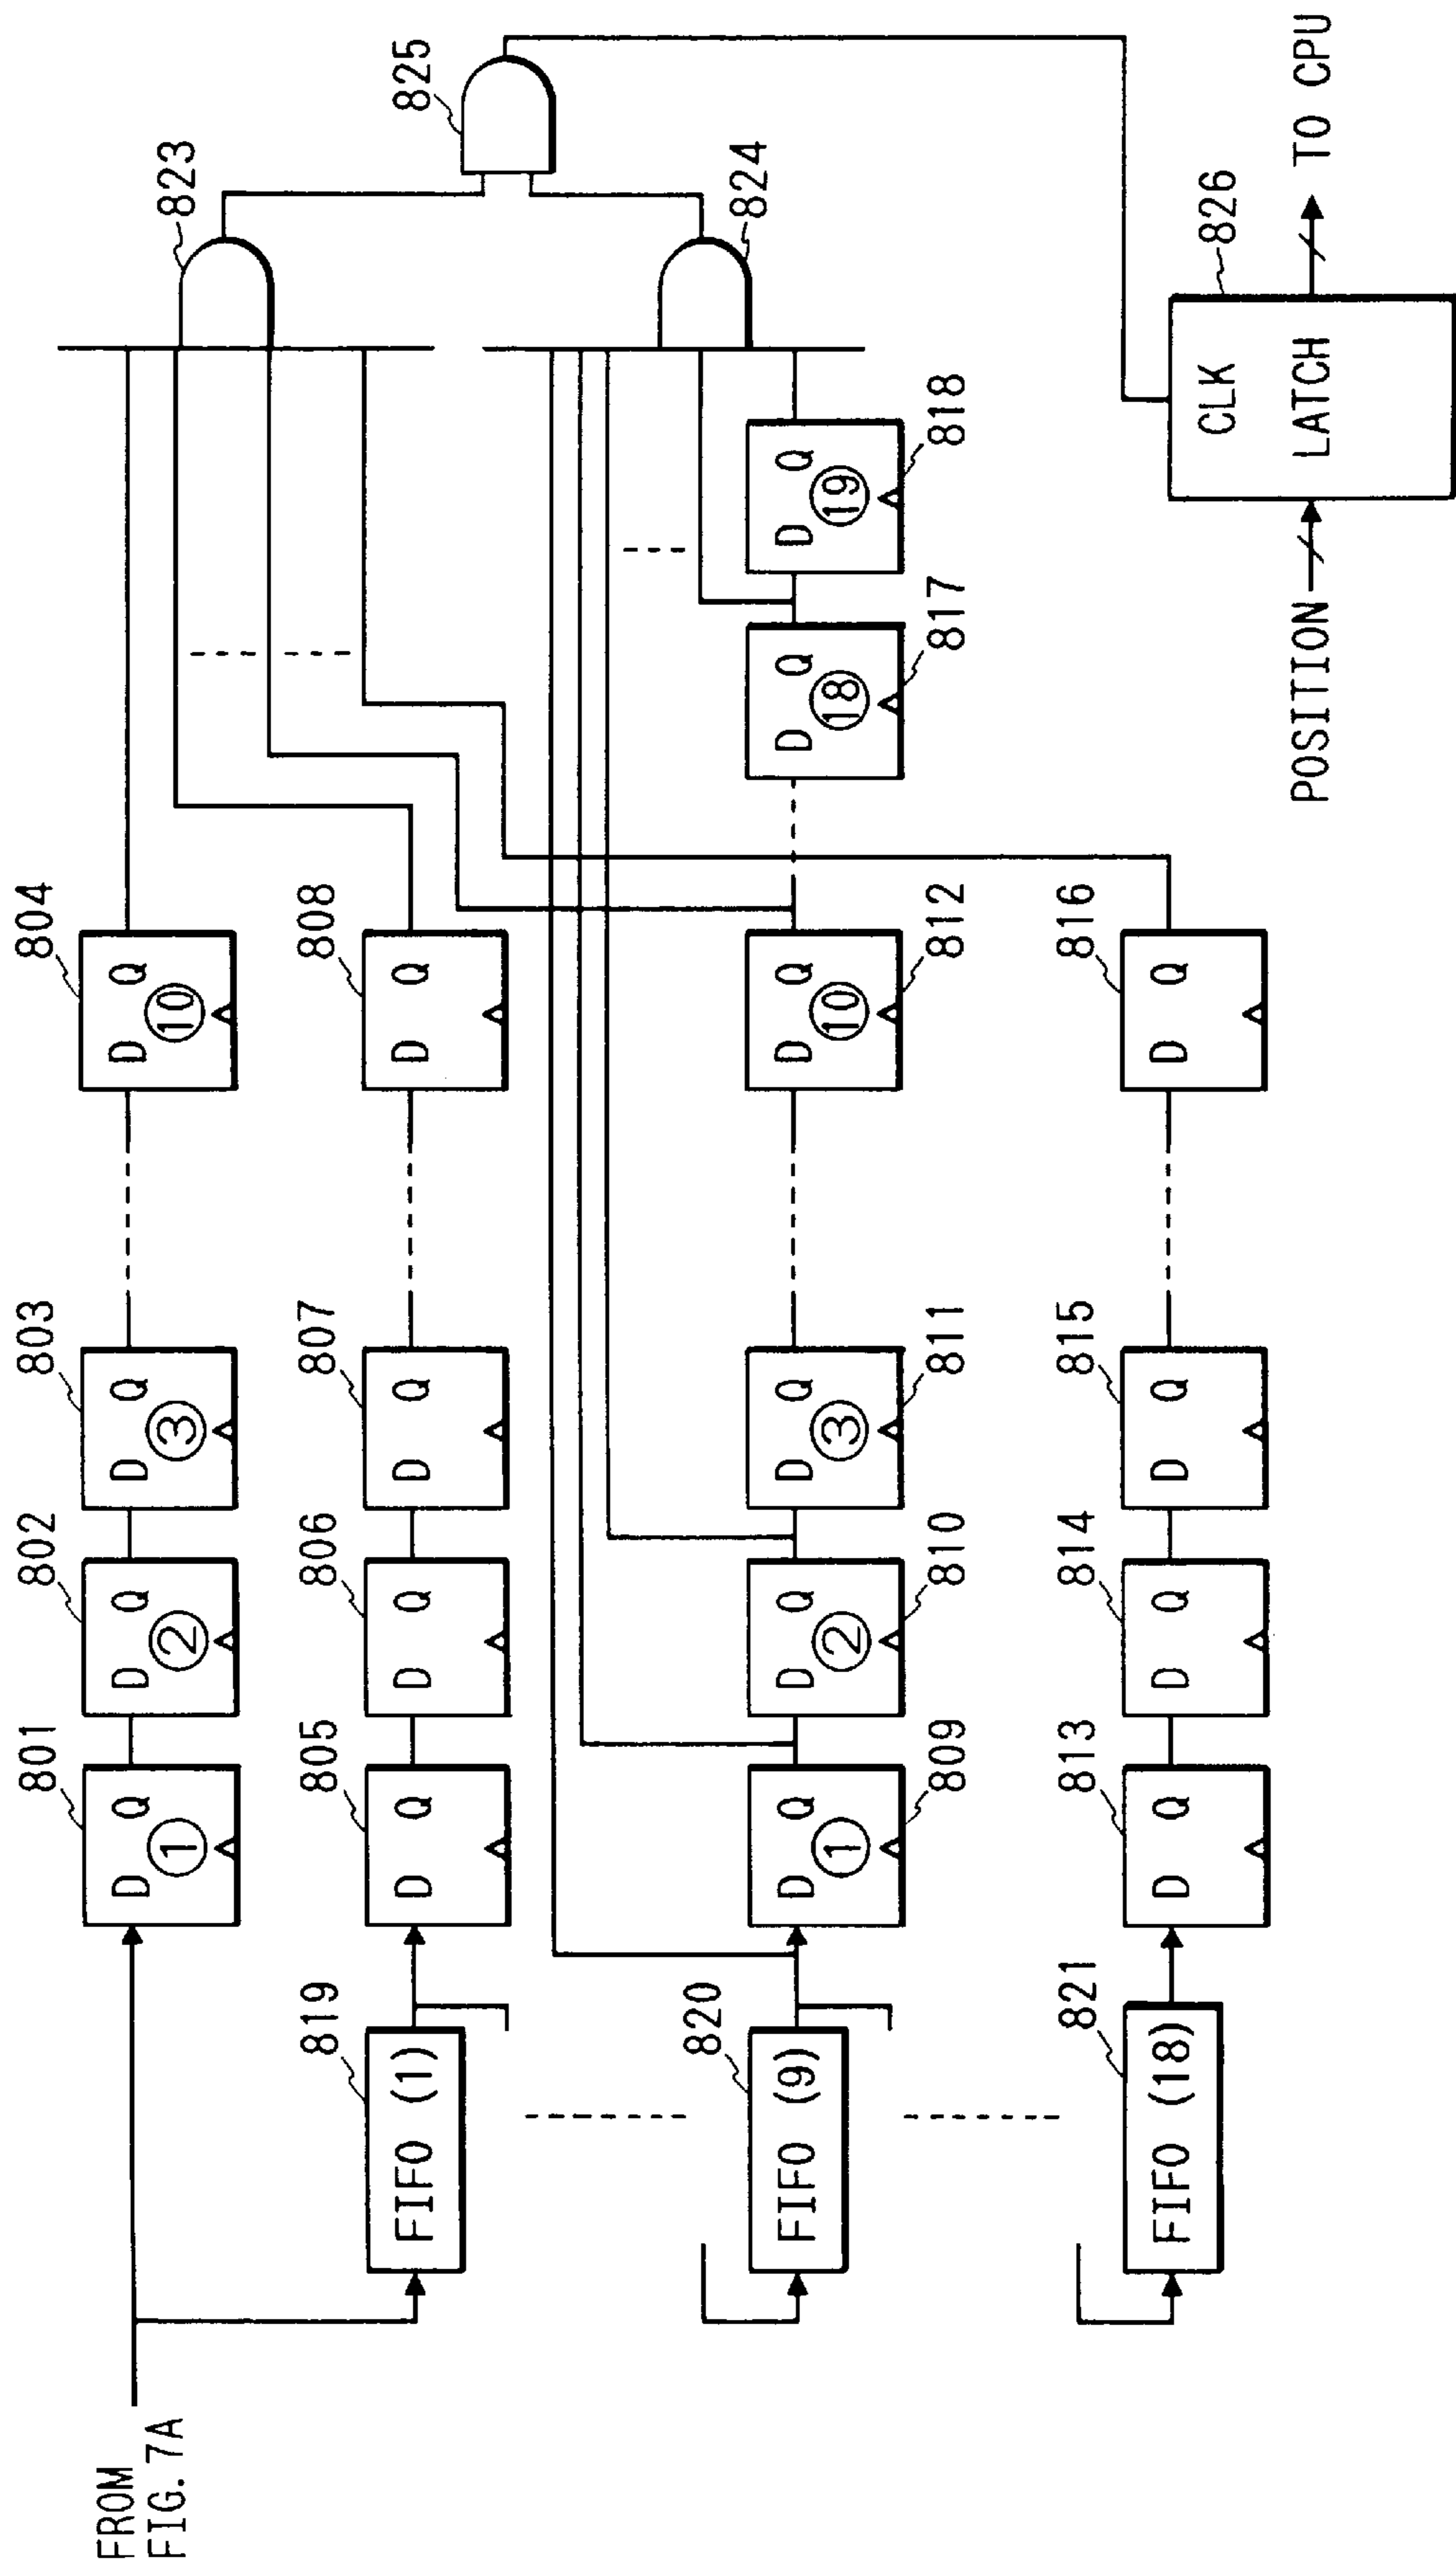 FROM
FIG. 7A
801
D Q
①
802
D Q
②
803
D Q
③
804
D Q
⑩
819
FIFO (1)
805
D Q
806
D Q
807
D Q
808
D Q
820
FIFO (9)
D Q
①
809
D Q
②
810
D Q
③
811
D Q
⑩
812
D Q
⑱
817
D Q
⑲
818
821
FIFO (18)
813
D Q
814
D Q
815
D Q
816
D Q
823
824
825
826
POSITION
CLK
LATCH
TO CPU